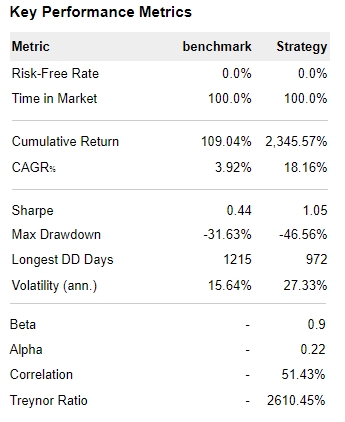 Key Performance Metrics
Metric benchmark Strategy
Risk-Free Rate 0.0% 0.0%
Time in Market 100.0% 100.0%
Cumulative Return 109.04% 2,345.57%
CAGR% 3.92% 18.16%
Sharpe 0.44 1.05
Max Drawdown -31.63% -46.56%
Longest DD Days 1215 972
Volatility (ann.) 15.64% 27.33%
Beta - 0.9
Alpha - 0.22
Correlation - 51.43%
Treynor Ratio - 2610.45%